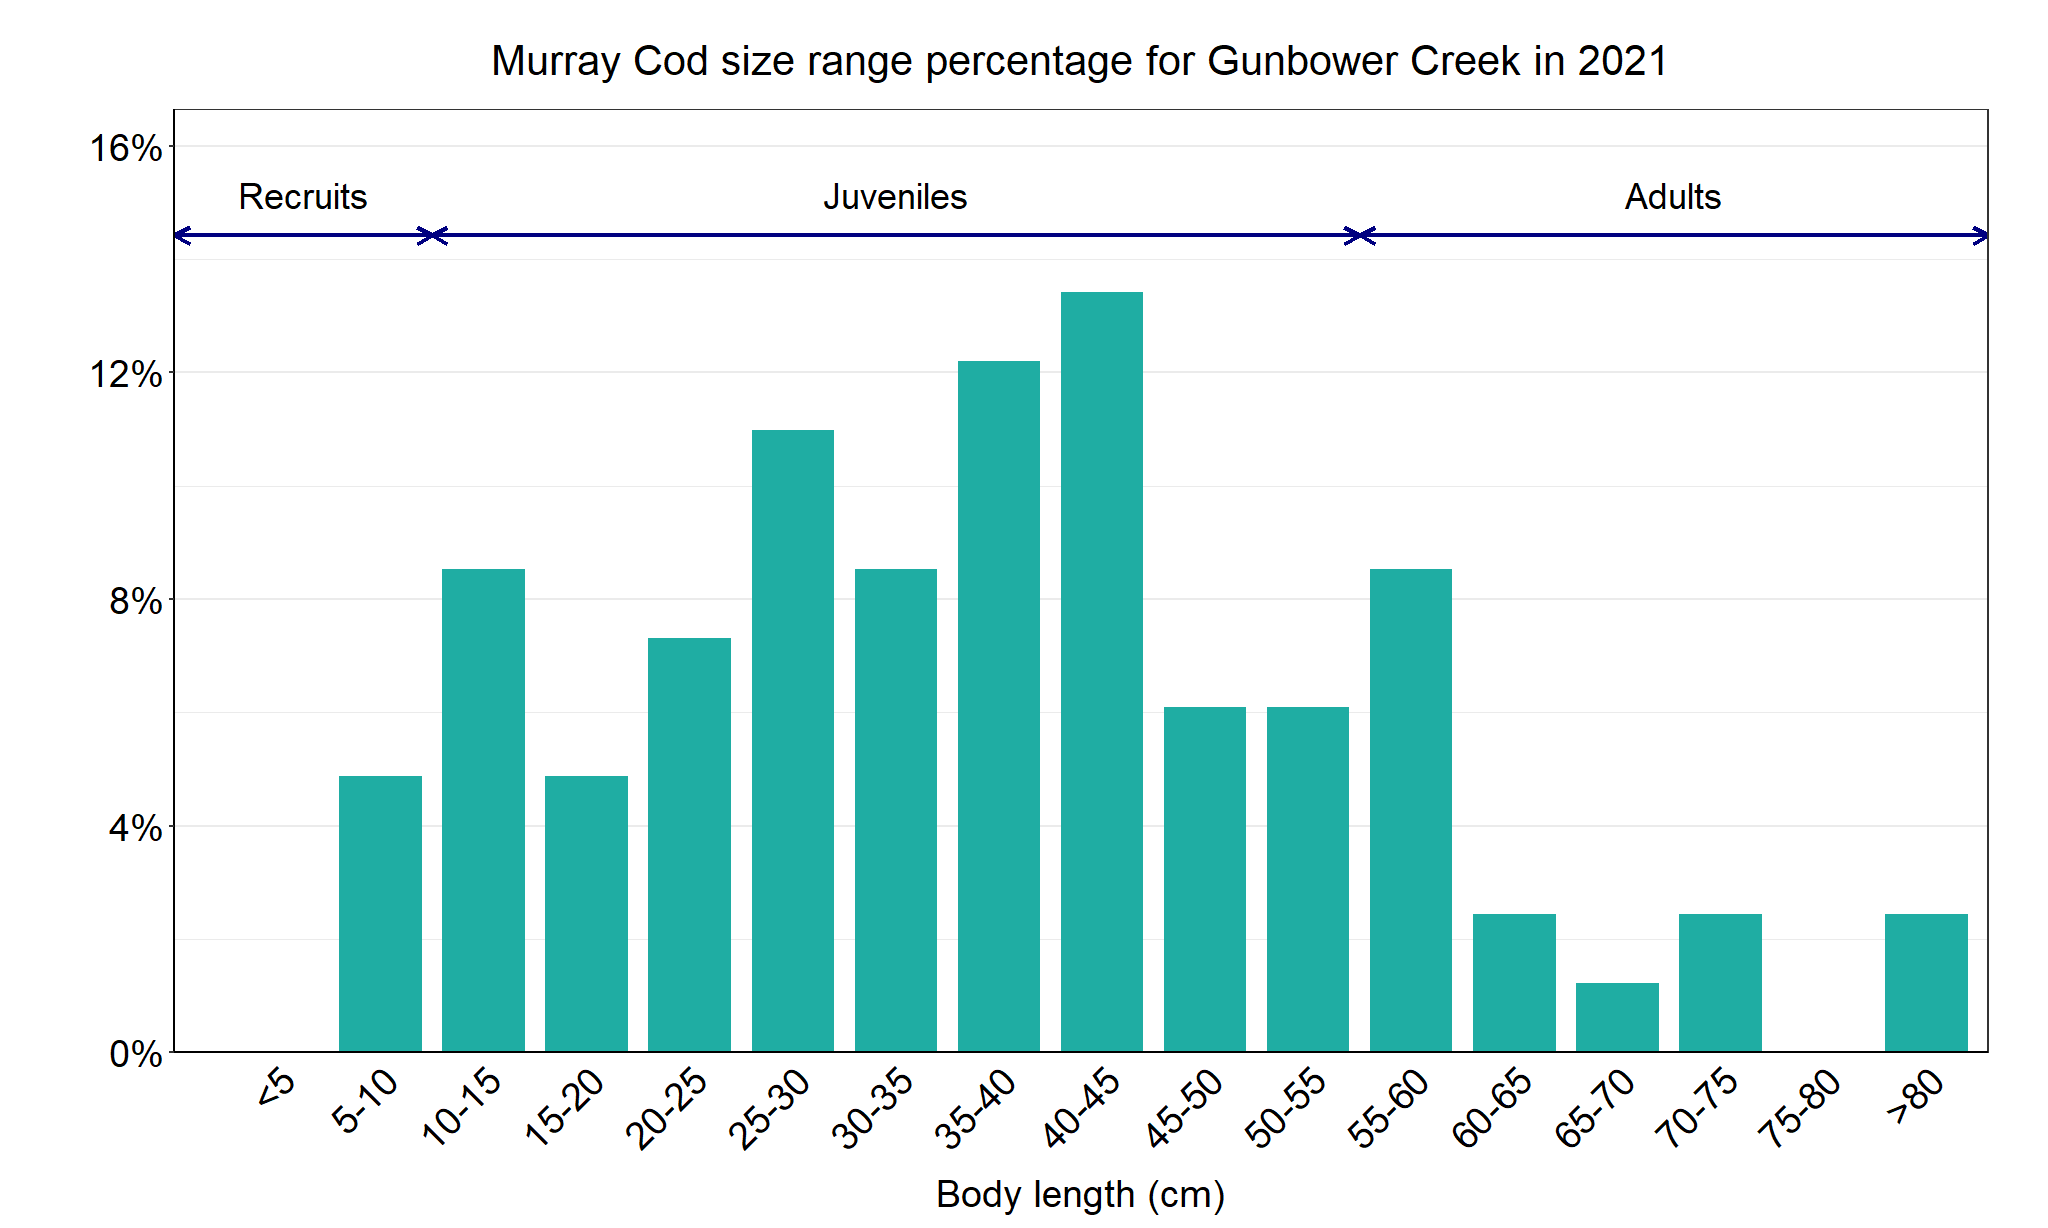 Murray Cod size range percentage for Gunbower Creek in 2021
16%
Recruits Juveniles Adults
12%
8%
4%
0%
<5 5-10 10-15 15-20 20-25 25-30 30-35 35-40 40-45 45-50 50-55 55-60 60-65 65-70 70-75 75-80 >80
Body length (cm)